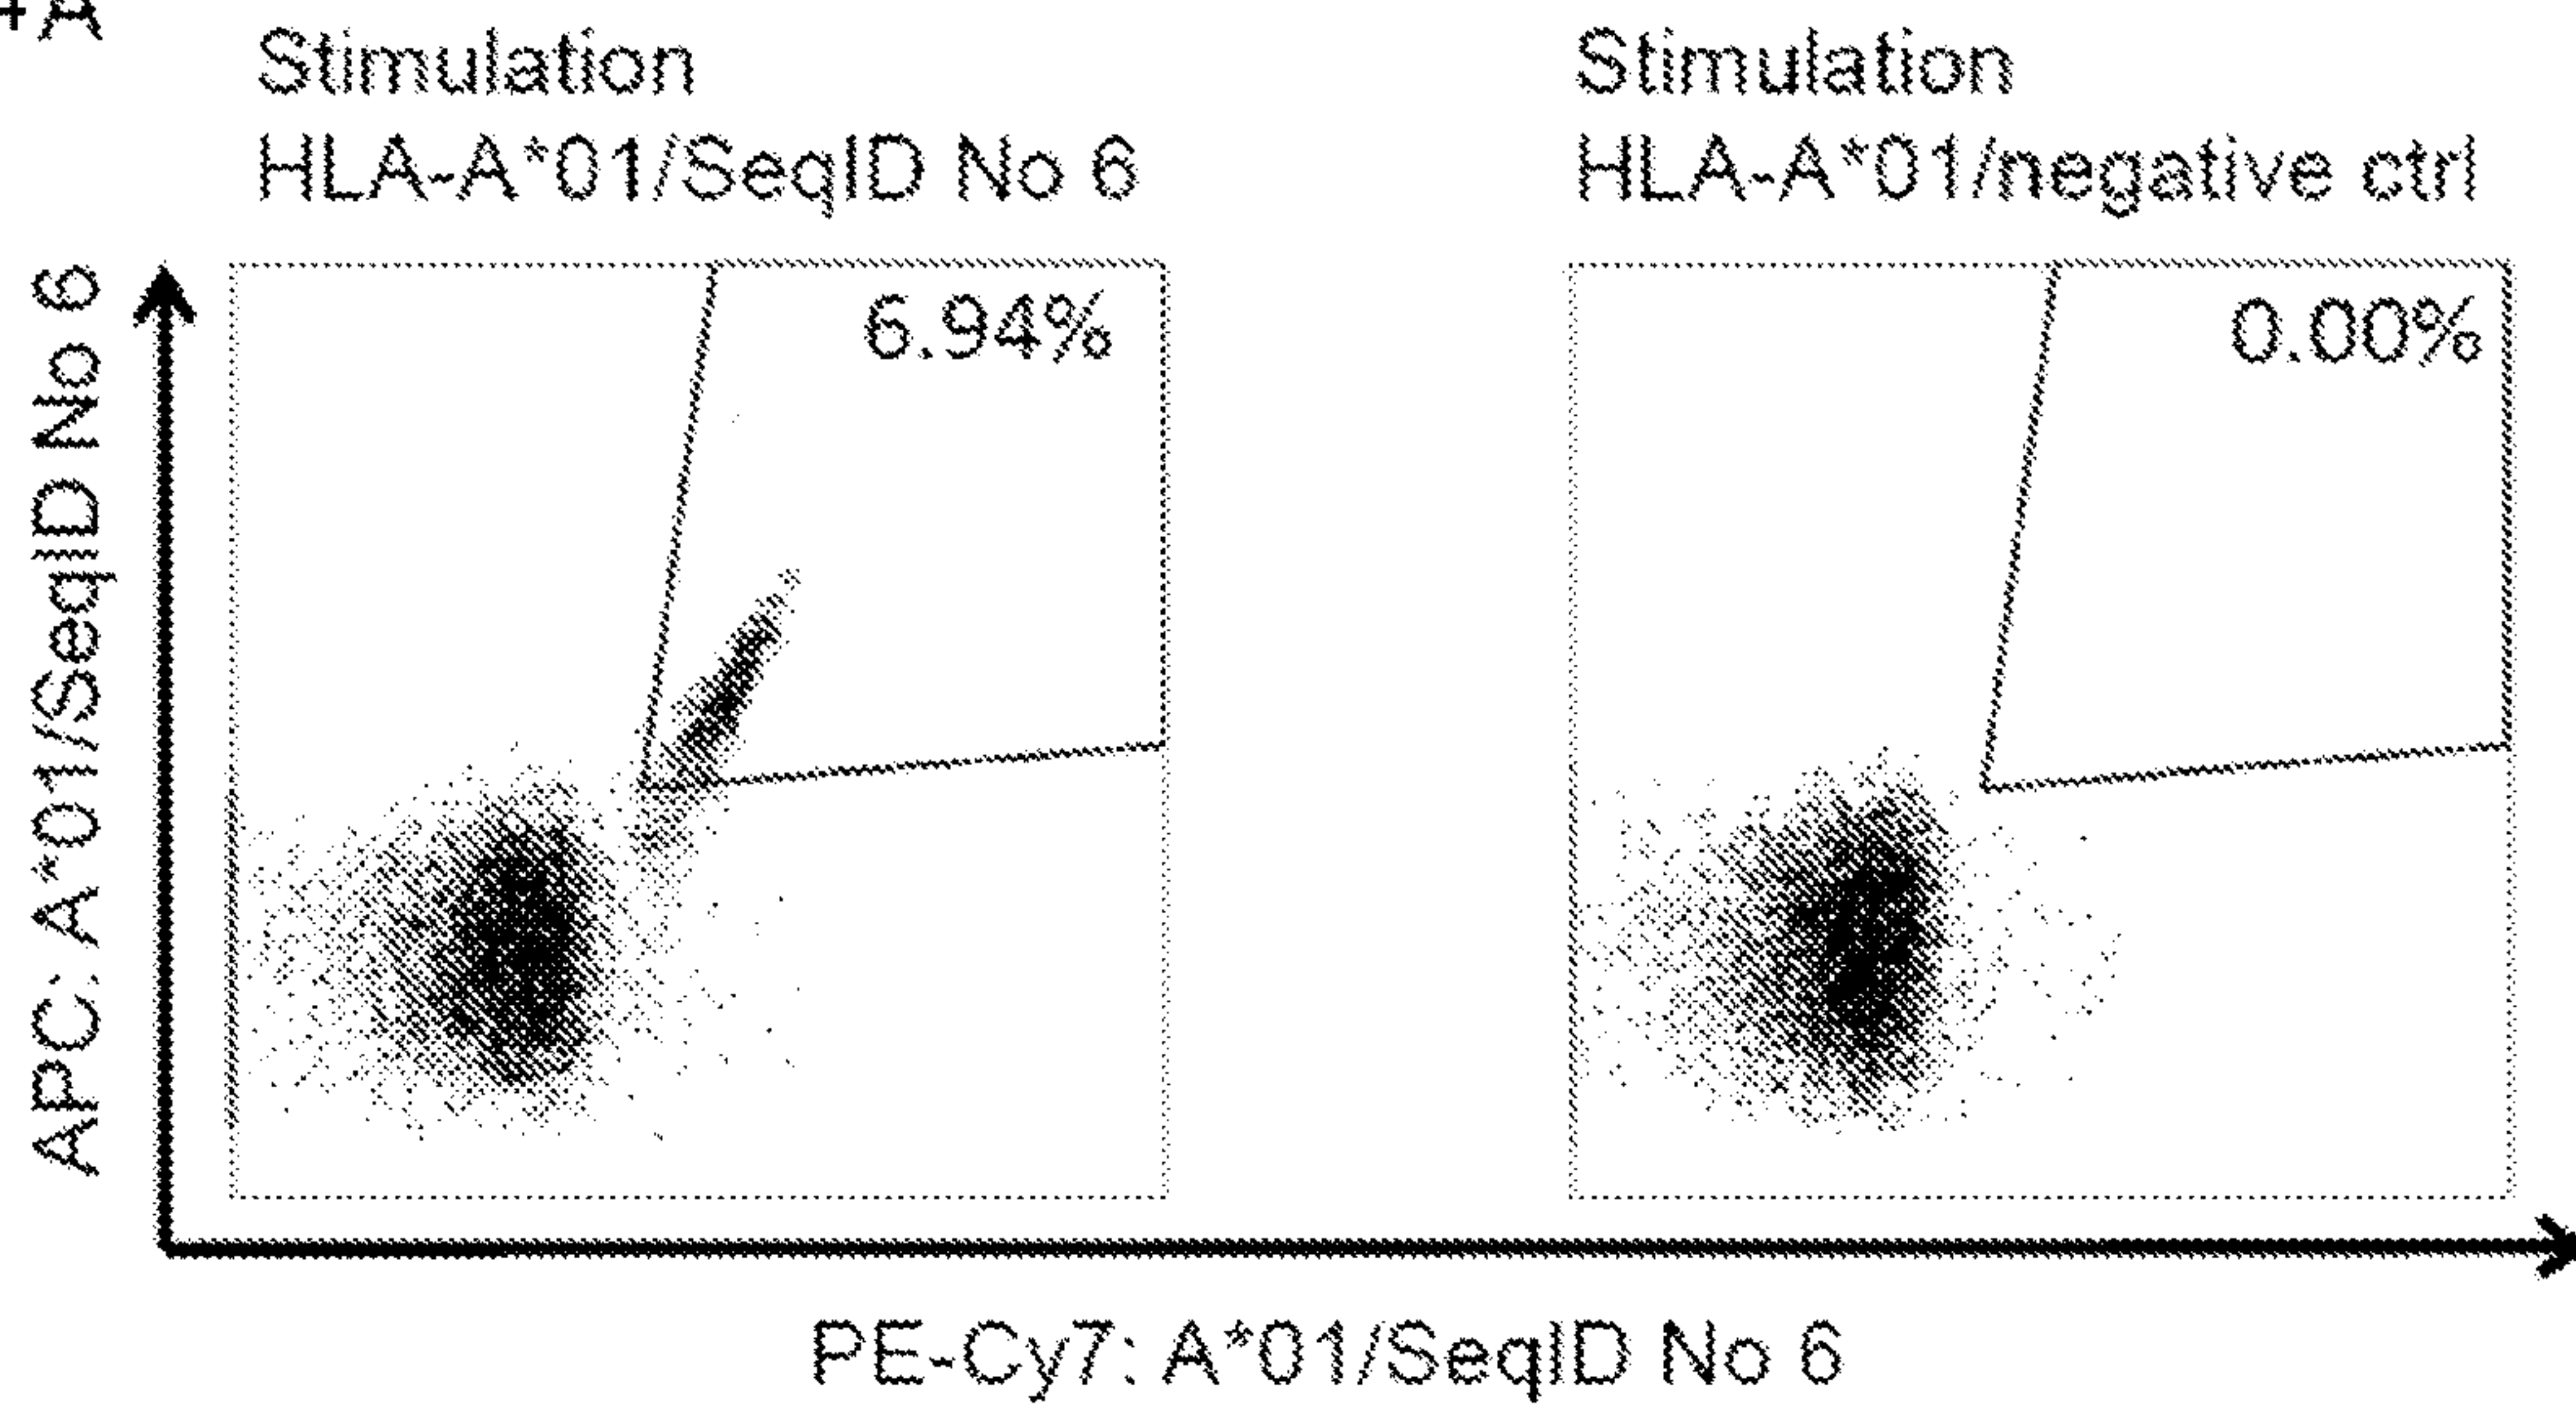 Stimulation
HLA-A*01/SeqID No 6
Stimulation
HLA-A*01/negative ctrl
6.94%
0.00%
APC: A*01/SeqID No 6
PE-Cy7: A*01/SeqID No 6